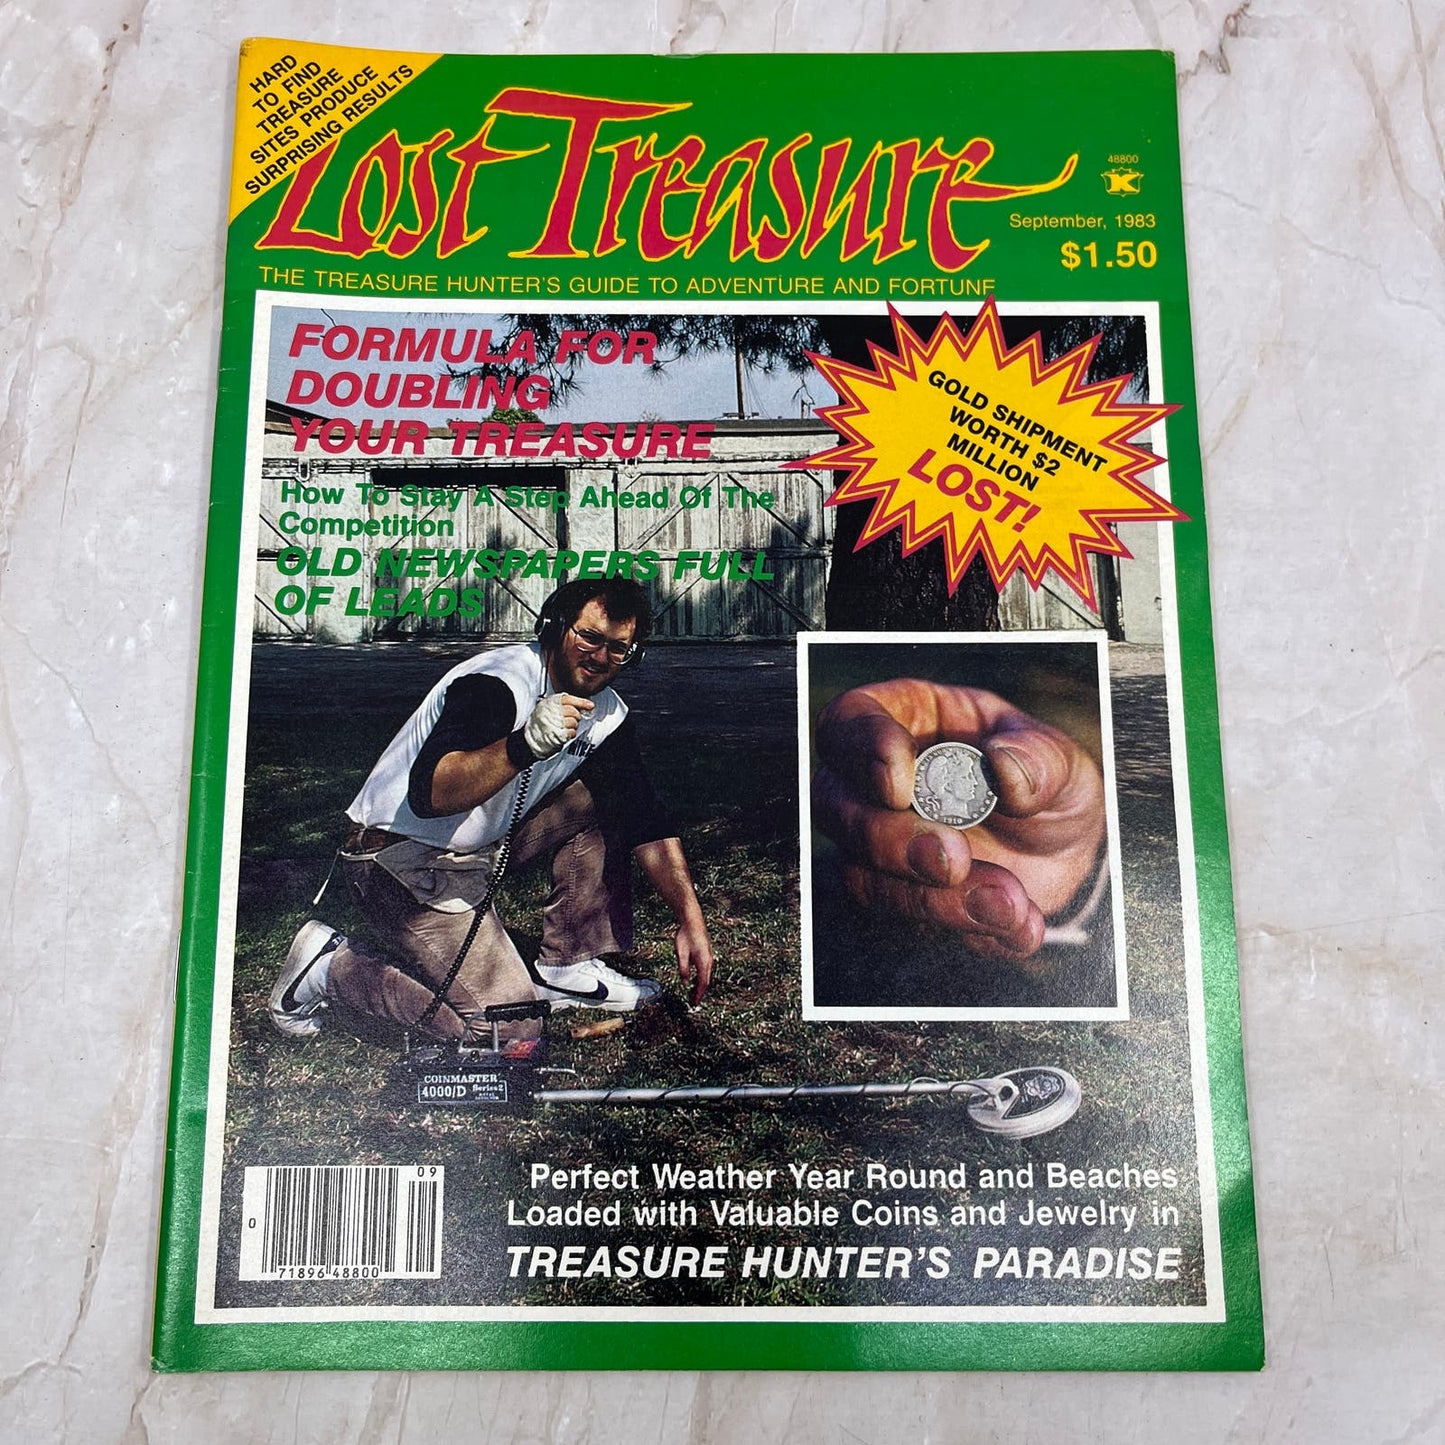 HARD
TO FIND
TREASURE
SITES PRODUCE
SURPRISING RESULTS
Lost Treasure
48800
K
September, 1983
$1.50
THE TREASURE HUNTER'S GUIDE TO ADVENTURE AND FORTUNE
FORMULA FOR
DOUBLING
YOUR TREASURE
How To Stay A Step Ahead Of The
Competition
OLD NEWSPAPERS FULL
OF LEADS
GOLD SHIPMENT
WORTH $2
MILLION
LOST!
1910
COINMASTER
4000/D Series 2
Perfect Weather Year Round and Beaches
Loaded with Valuable Coins and Jewelry in
TREASURE HUNTER'S PARADISE
09
0
71896 48800